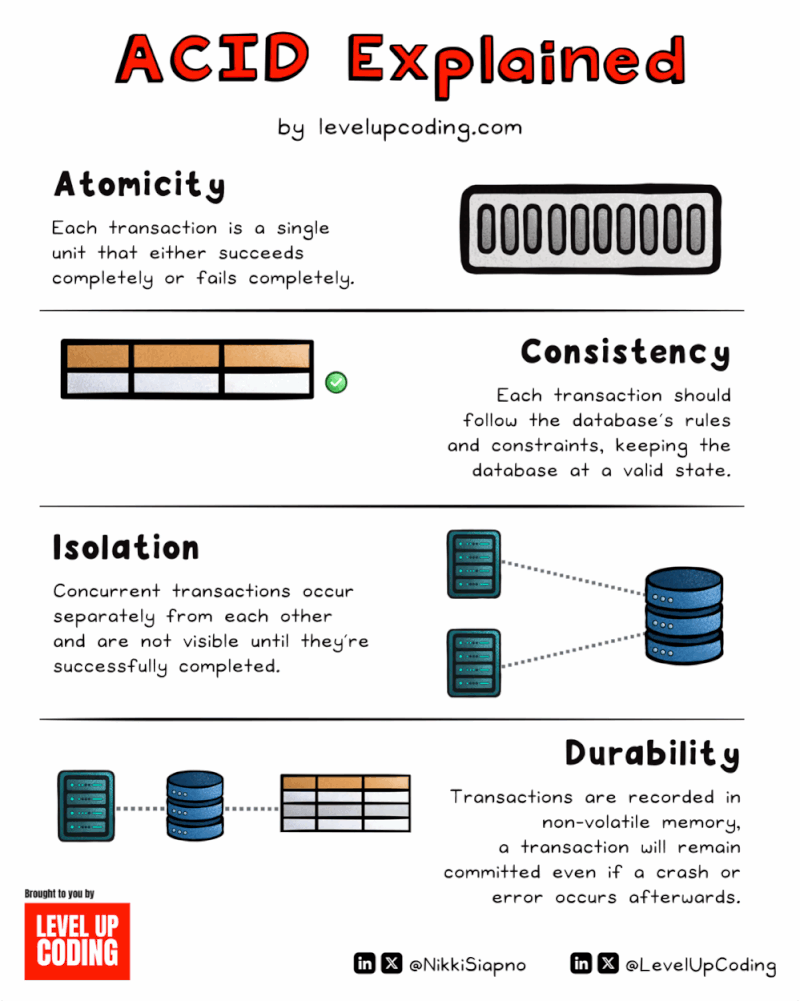 ACID Explained
by levelupcoding.com
Atomicity
Each transaction is a single
unit that either succeeds
completely or fails completely.
Consistency
Each transaction should
follow the database's rules
and constraints, keeping the
database at a valid state.
Isolation
Concurrent transactions occur
separately from each other
and are not visible until they're
successfully completed.
Durability
Transactions are recorded in
non-volatile memory,
a transaction will remain
committed even if a crash or
error occurs afterwards.
Brought to you by
LEVEL UP
CODING
in X @NikkiSiapno
in X @LevelUpCoding